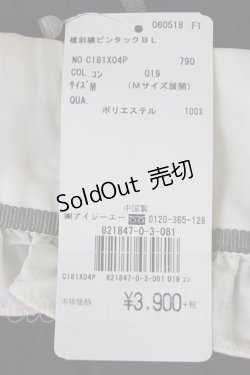 060518 F1
裾刺繍ピンタックBL
NO CI81X04P 790
COL コン 019
サイズ M (Mサイズ展開)
QUA.
ポリエステル 100%
SoldOut 売切
中国製
㈱アイジーエー 0120-365-128
821847-0-3-081
CI81X04P 821847-0-3-081 019 コン
本体価格 ¥3,900+税